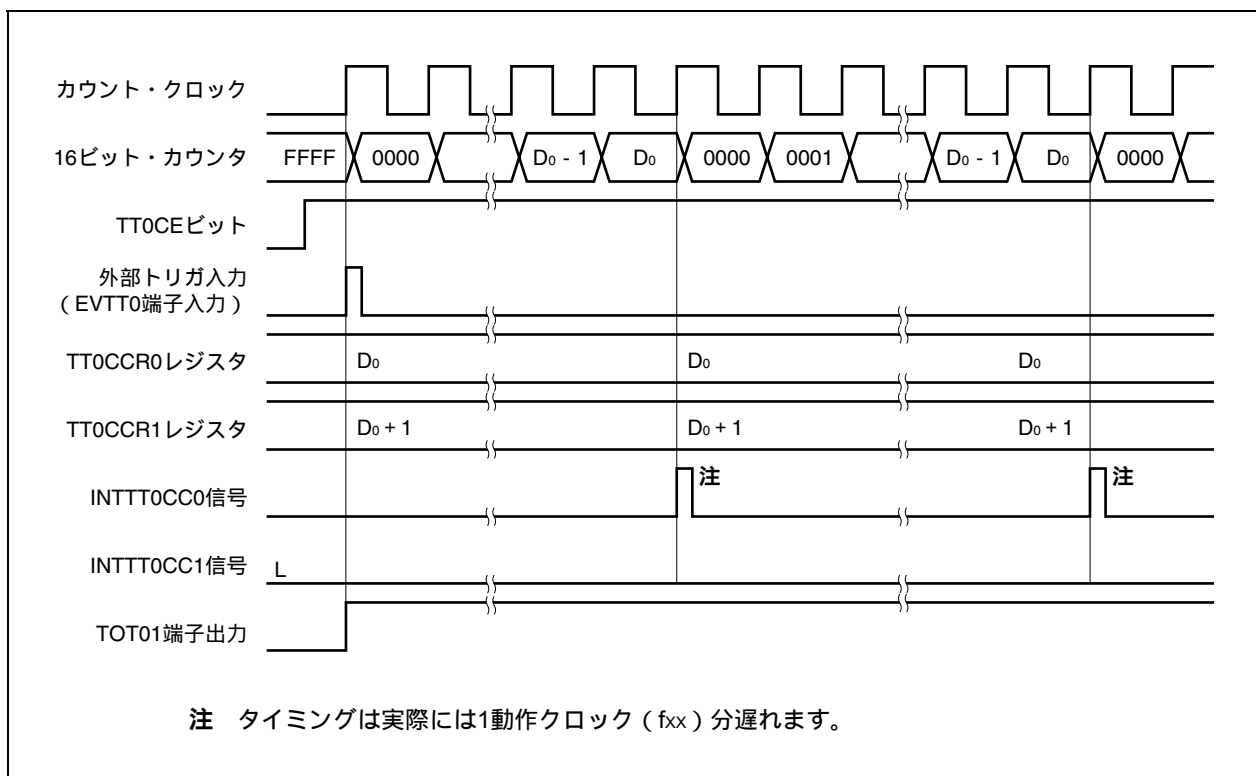 カウント・クロック
16ビット・カウンタ FFFF 0000 D0 - 1 D0 0000 0001 D0 - 1 D0 0000
TT0CEビット
外部トリガ入力
（EVTT0端子入力）
TT0CCR0レジスタ D0 D0 D0
TT0CCR1レジスタ D0 + 1 D0 + 1 D0 + 1
INTTT0CC0信号 注 注
INTTT0CC1信号 L
TOT01端子出力
注 タイミングは実際には1動作クロック（fxx）分遅れます。